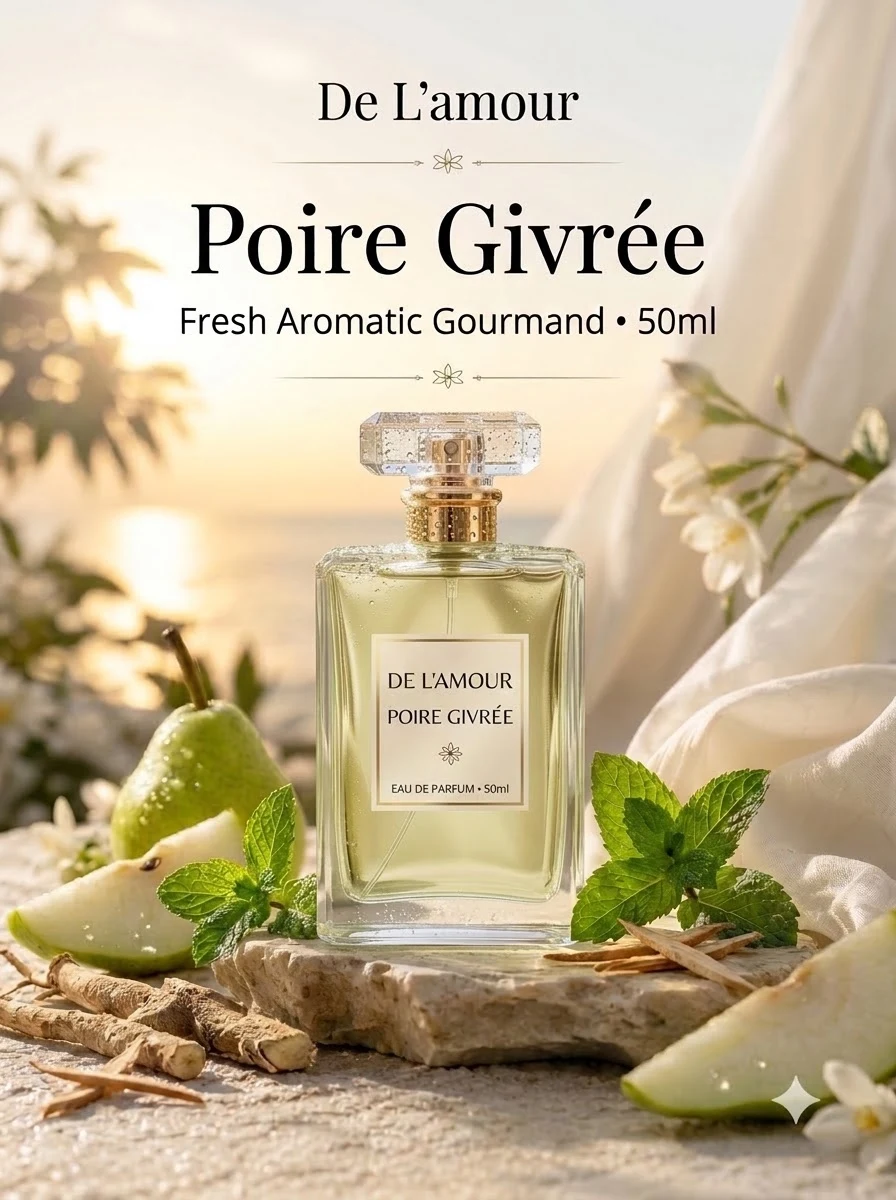 De L’amour
Poire Givrée
Fresh Aromatic Gourmand • 50ml
DE L'AMOUR
POIRE GIVRÉE
EAU DE PARFUM • 50ml